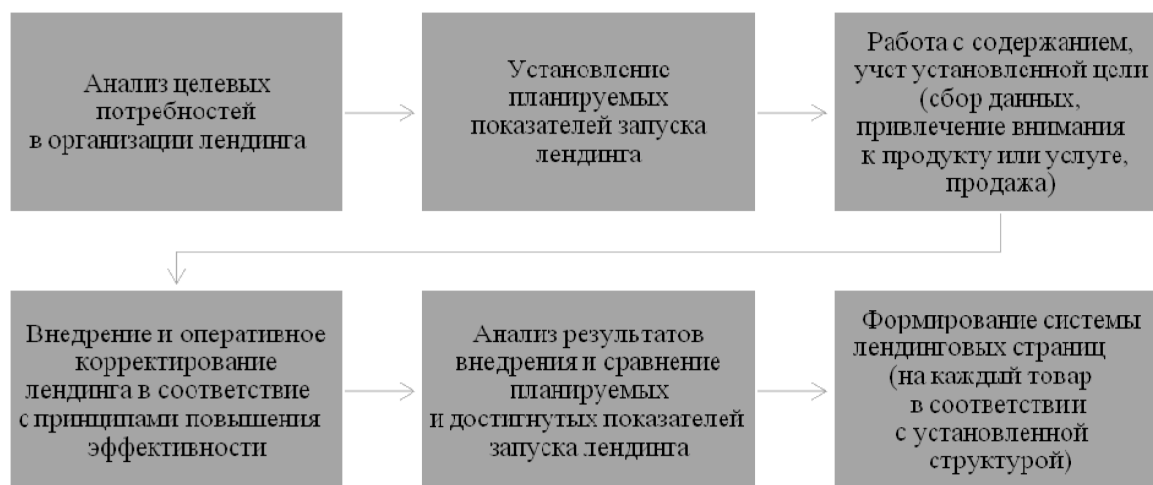 Анализ целевых
потребностей
в организации лендинга
Установление
планируемых
показателей запуска
лендинга
Работа с содержанием,
учет установленной цели
(сбор данных,
привлечение внимания
к продукту или услуге,
продажа)
Внедрение и оперативное
корректирование
лендинга в соответствие
с принципами повышения
эффективности
Анализ результатов
внедрения и сравнение
планируемых
и достигнутых показателей
запуска лендинга
Формирование системы
лендинговых страниц
(на каждый товар
в соответствии
с установленной
структурой)